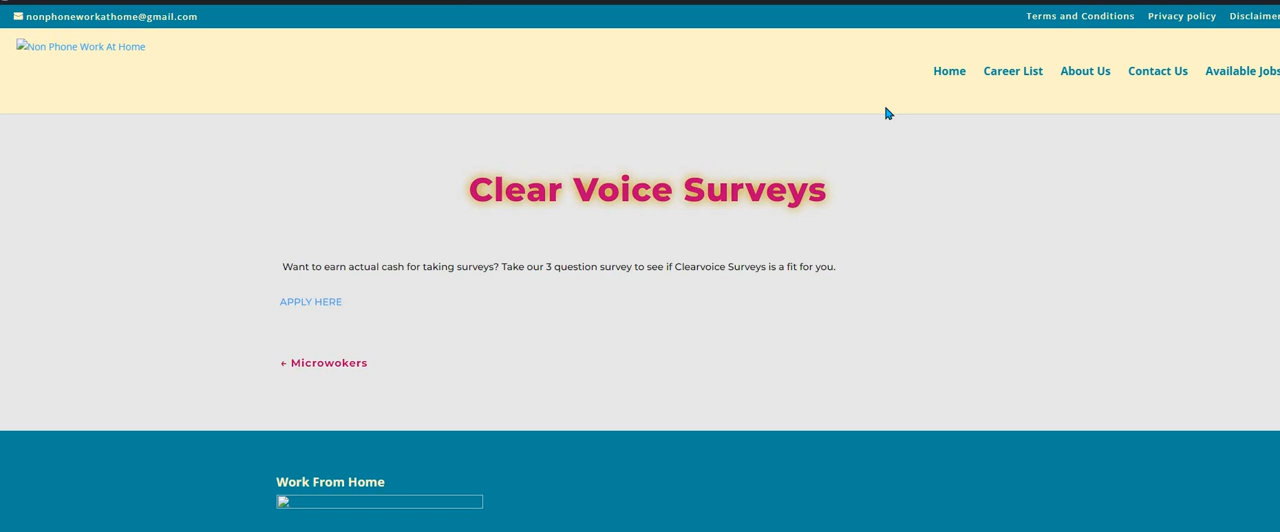 nonphoneworkathome@gmail.com
Terms and Conditions Privacy policy Disclaimer
Non Phone Work At Home
Home Career List About Us Contact Us Available Jobs
Clear Voice Surveys
Want to earn actual cash for taking surveys? Take our 3 question survey to see if Clearvoice Surveys is a fit for you.
APPLY HERE
← Microwokers
Work From Home